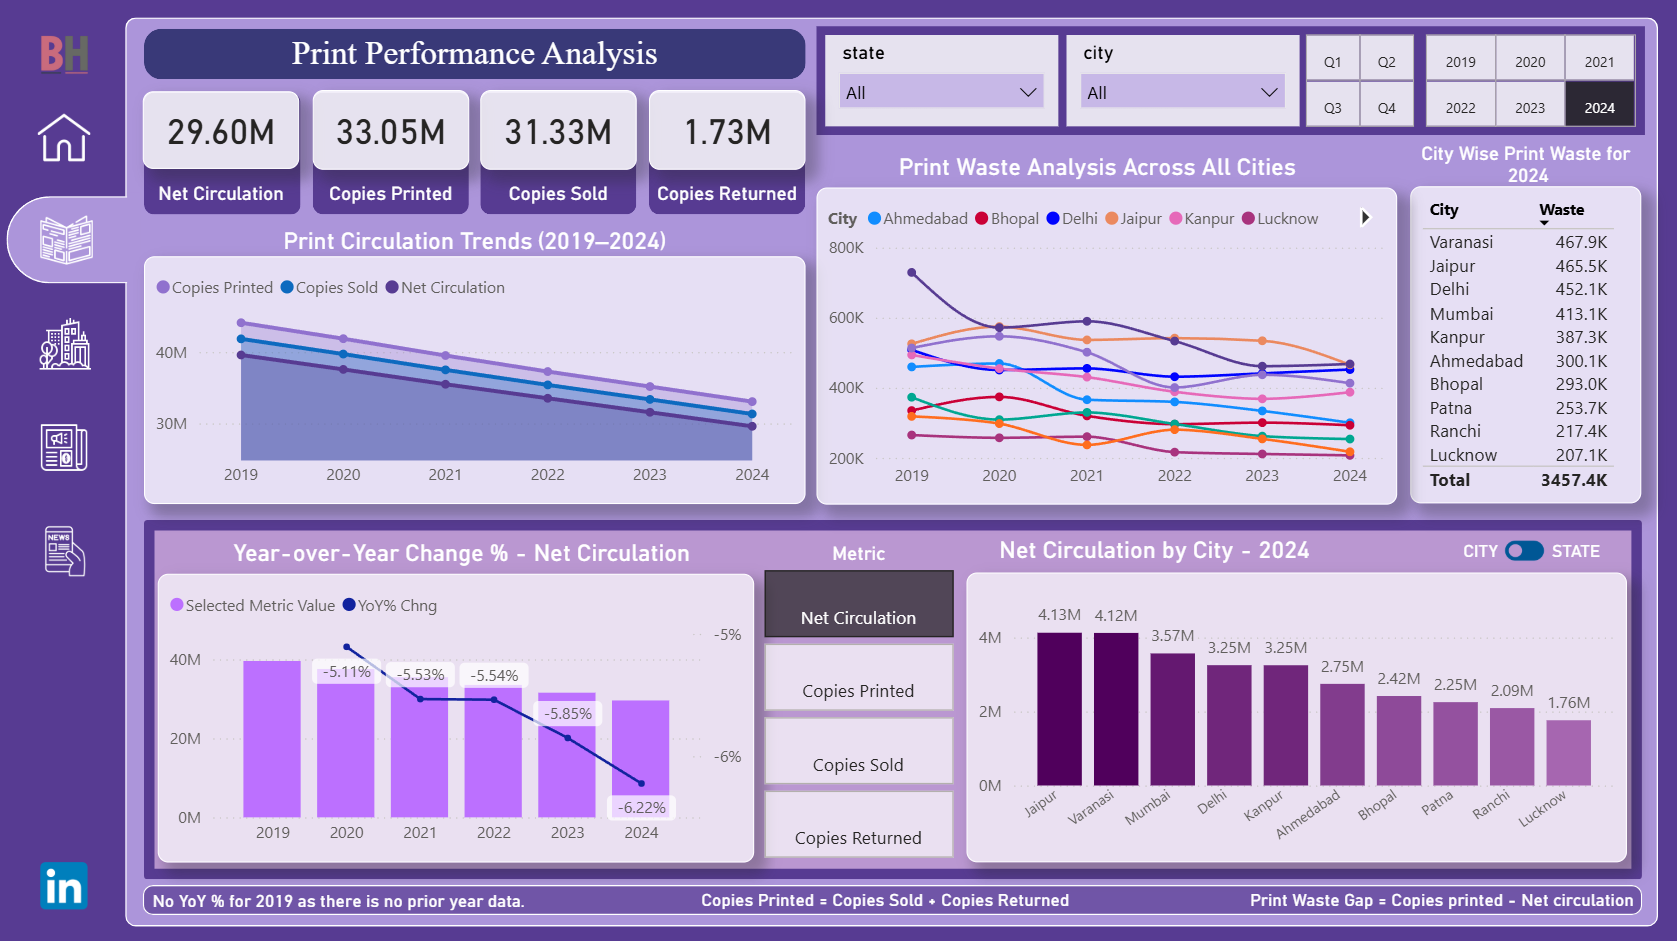 BH
Print Performance Analysis
state
All
city
All
Q1 Q2
Q3 Q4
2019 2020 2021
2022 2023 2024
29.60M
Net Circulation
33.05M
Copies Printed
31.33M
Copies Sold
1.73M
Copies Returned
Print Circulation Trends (2019–2024)
Copies Printed Copies Sold Net Circulation
40M
30M
2019 2020 2021 2022 2023 2024
Print Waste Analysis Across All Cities
City Ahmedabad Bhopal Delhi Jaipur Kanpur Lucknow
800K
600K
400K
200K
2019 2020 2021 2022 2023 2024
City Wise Print Waste for
2024
City Waste
Varanasi 467.9K
Jaipur 465.5K
Delhi 452.1K
Mumbai 413.1K
Kanpur 387.3K
Ahmedabad 300.1K
Bhopal 293.0K
Patna 253.7K
Ranchi 217.4K
Lucknow 207.1K
Total 3457.4K
NEWS
Year-over-Year Change % - Net Circulation
Selected Metric Value YoY% Chng
-5%
-6%
40M
20M
0M
-5.11% -5.53% -5.54% -5.85% -6.22%
2019 2020 2021 2022 2023 2024
Metric
Net Circulation
Copies Printed
Copies Sold
Copies Returned
Net Circulation by City - 2024
CITY STATE
4M
2M
0M
4.13M 4.12M 3.57M 3.25M 3.25M 2.75M 2.42M 2.25M 2.09M 1.76M
Jaipur Varanasi Mumbai Delhi Kanpur Ahmedabad Bhopal Patna Ranchi Lucknow
in
No YoY % for 2019 as there is no prior year data.
Copies Printed = Copies Sold + Copies Returned
Print Waste Gap = Copies printed - Net circulation